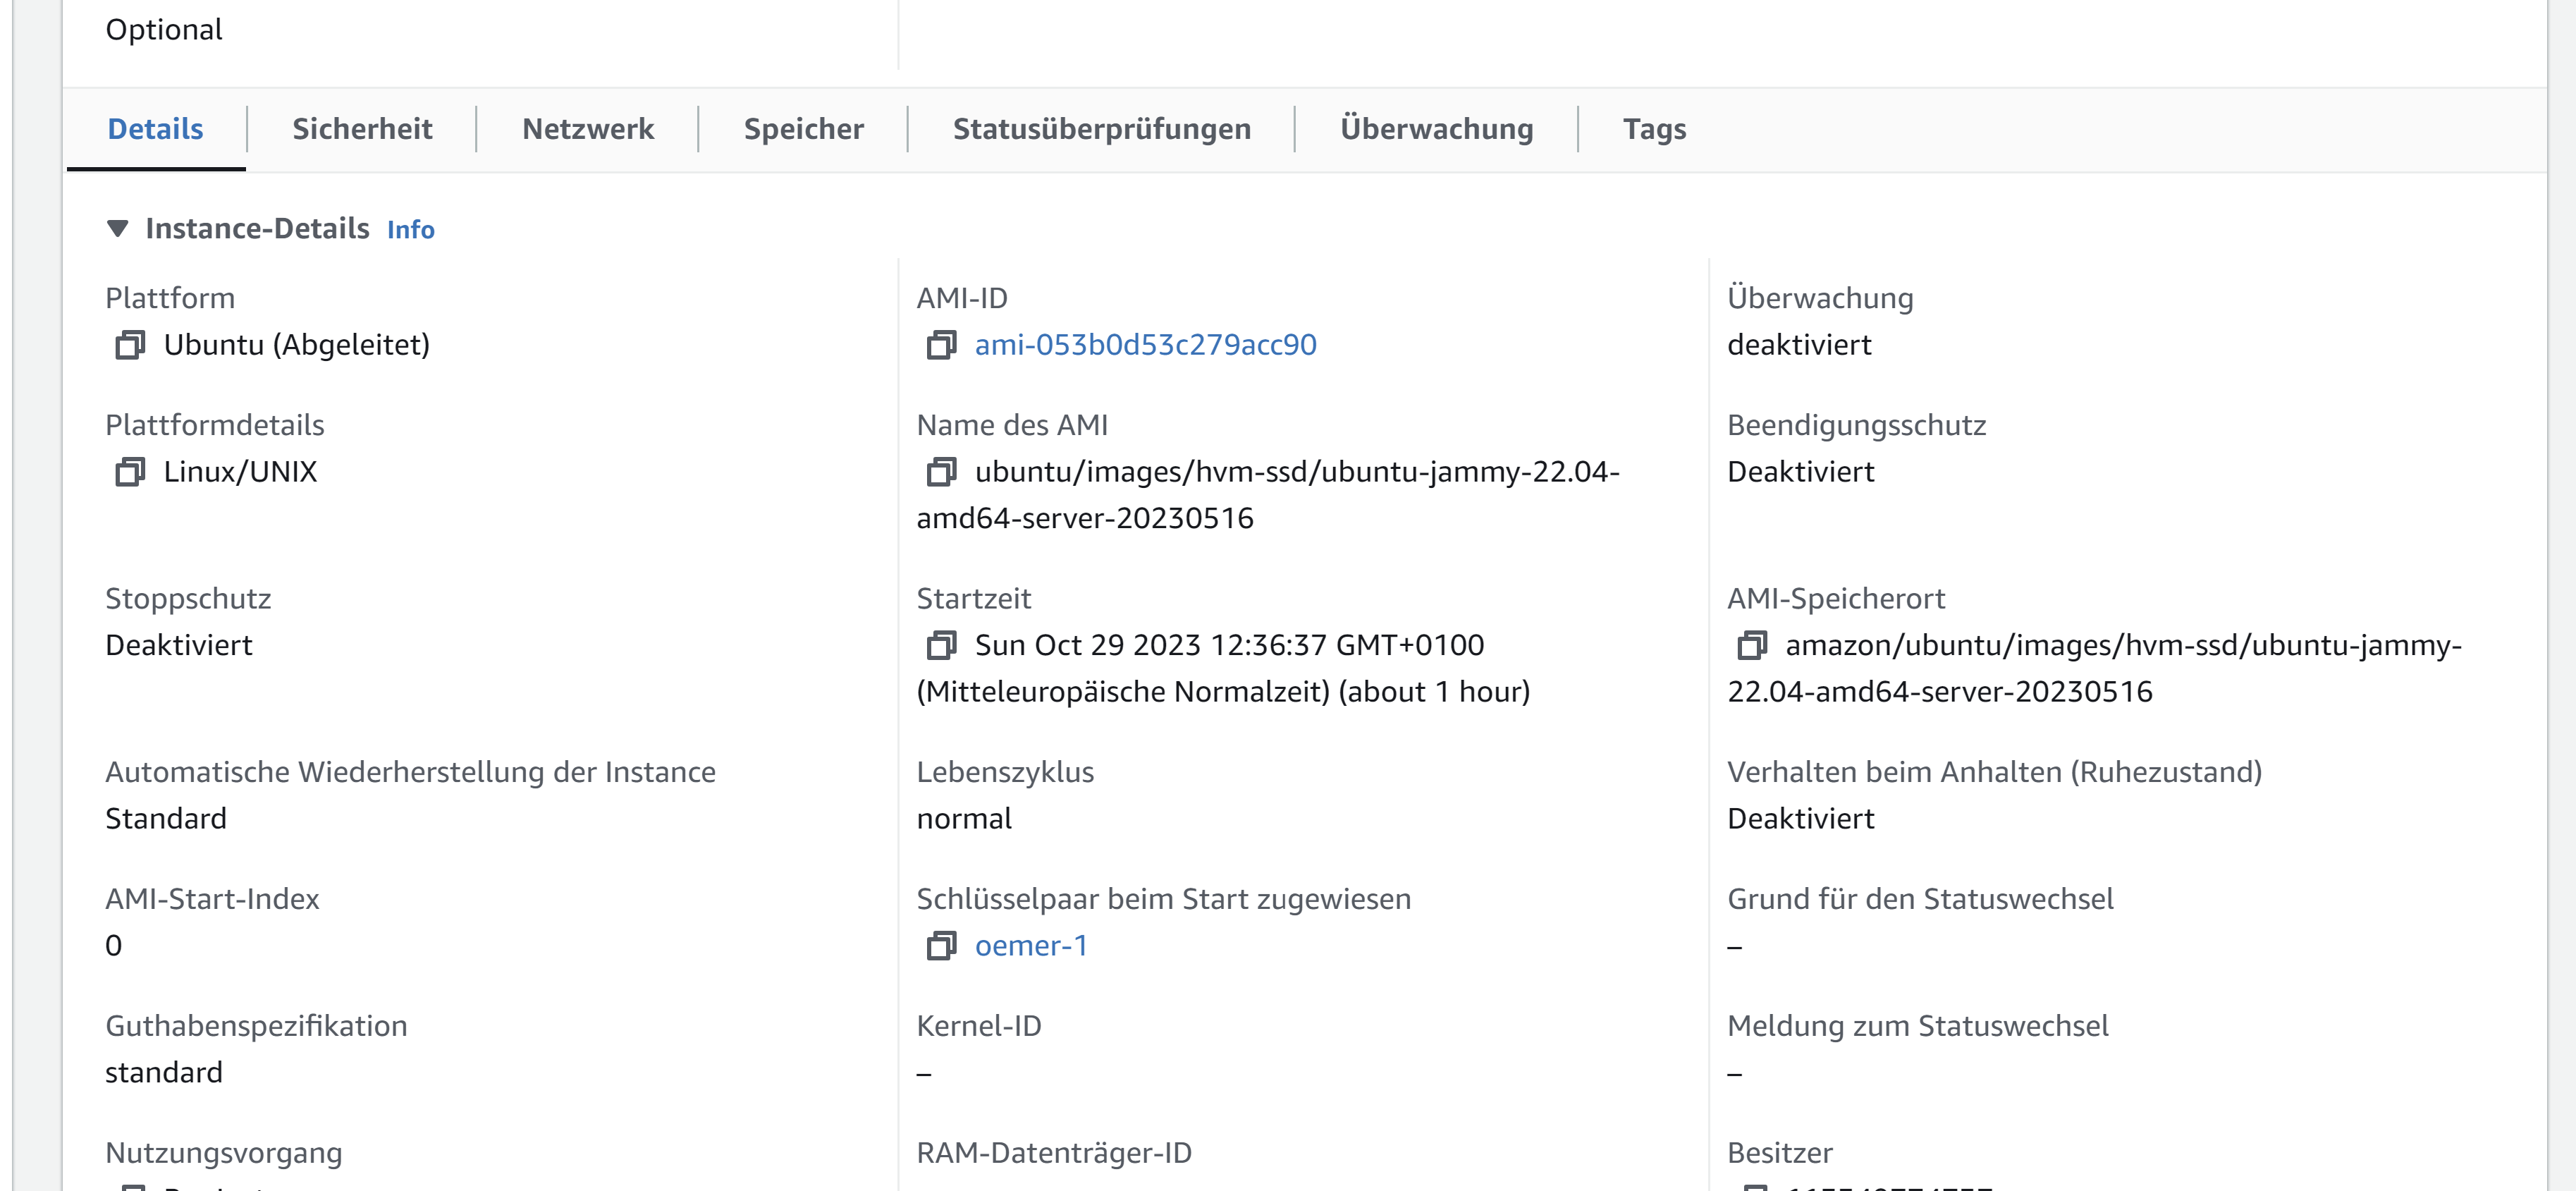 Optional
Details
Sicherheit
Netzwerk
Speicher
Statusüberprüfungen
Überwachung
Tags
Instance-Details Info
Plattform
Ubuntu (Abgeleitet)
AMI-ID
ami-053b0d53c279acc90
Überwachung
deaktiviert
Plattformdetails
Linux/UNIX
Name des AMI
ubuntu/images/hvm-ssd/ubuntu-jammy-22.04-
amd64-server-20230516
Beendigungsschutz
Deaktiviert
Stoppschutz
Deaktiviert
Startzeit
Sun Oct 29 2023 12:36:37 GMT+0100
(Mitteleuropäische Normalzeit) (about 1 hour)
AMI-Speicherort
amazon/ubuntu/images/hvm-ssd/ubuntu-jammy-
22.04-amd64-server-20230516
Automatische Wiederherstellung der Instance
Standard
Lebenszyklus
normal
Verhalten beim Anhalten (Ruhezustand)
Deaktiviert
AMI-Start-Index
0
Schlüsselpaar beim Start zugewiesen
oemer-1
Grund für den Statuswechsel
–
Guthabenspezifikation
standard
Kernel-ID
–
Meldung zum Statuswechsel
–
Nutzungsvorgang
RAM-Datenträger-ID
Besitzer